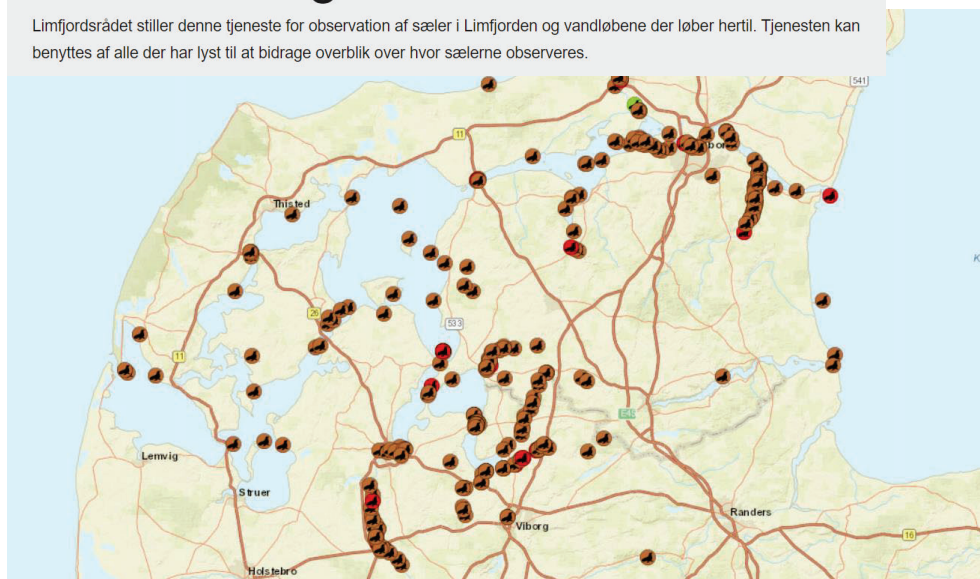 Limfjordsrådet stiller denne tjeneste for observation af sæler i Limfjorden og vandløbene der løber hertil. Tjenesten kan
benyttes af alle der har lyst til at bidrage overblik over hvor sælerne observeres.
541
11
Thisted
26
533
11
E45
Lemvig
Struer
Viborg
Randers
16
Holstebro